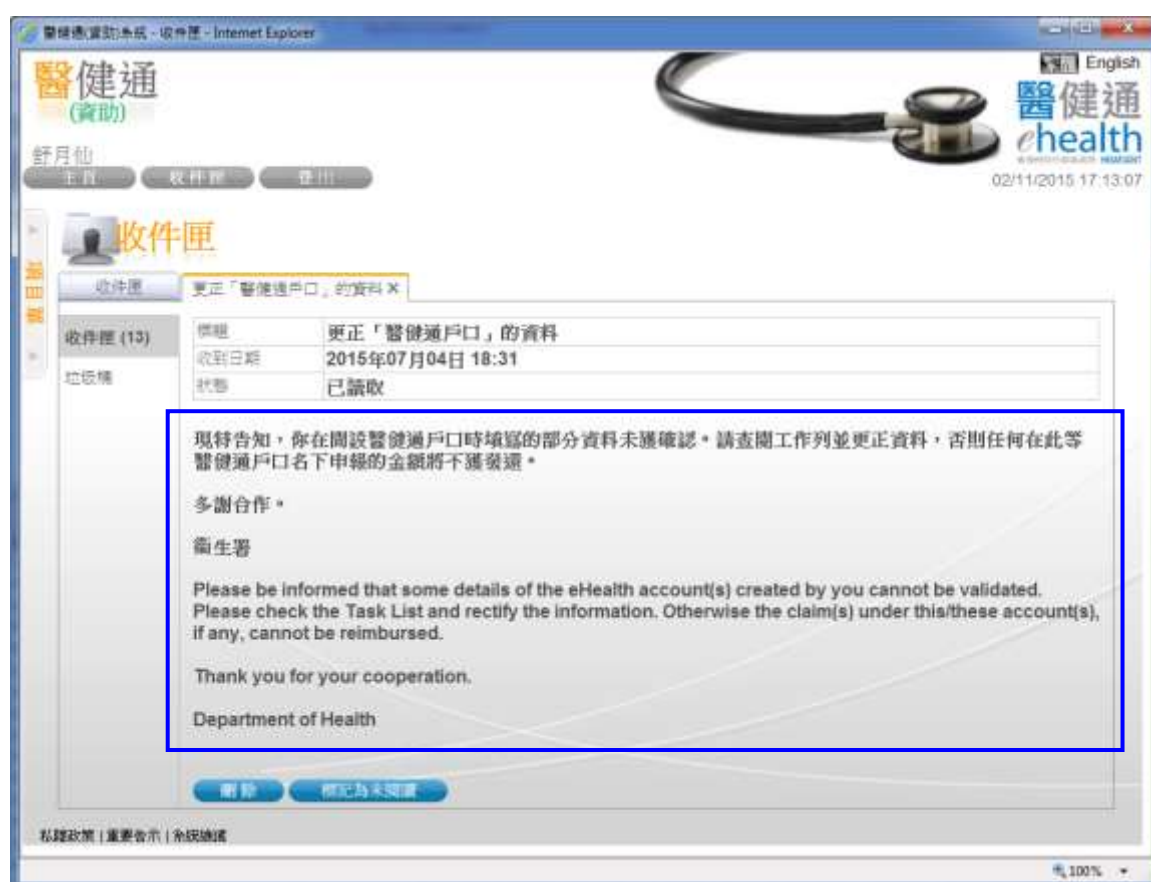 醫健通(資助)系統 - 收件匣 - Internet Explorer
醫健通
(資助)
English
醫健通
ehealth
舒月仙
主頁
收件匣
登出
02/11/2015 17:13:07
收件匣
收件匣
更正「醫健通戶口」的資料 ×
收件匣 (13)
垃圾桶
標題
更正「醫健通戶口」的資料
收到日期
2015年07月04日 18:31
狀態
已讀取
現特告知，你在開設醫健通戶口時填寫的部分資料未獲確認。請查閱工作列並更正資料，否則任何在此等
醫健通戶口名下申報的金額將不獲發還。
多謝合作。
衞生署
Please be informed that some details of the eHealth account(s) created by you cannot be validated.
Please check the Task List and rectify the information. Otherwise the claim(s) under this/these account(s),
if any, cannot be reimbursed.
Thank you for your cooperation.
Department of Health
刪除
標記為未閱讀
私隱政策 | 重要告示 | 系統維護
100%